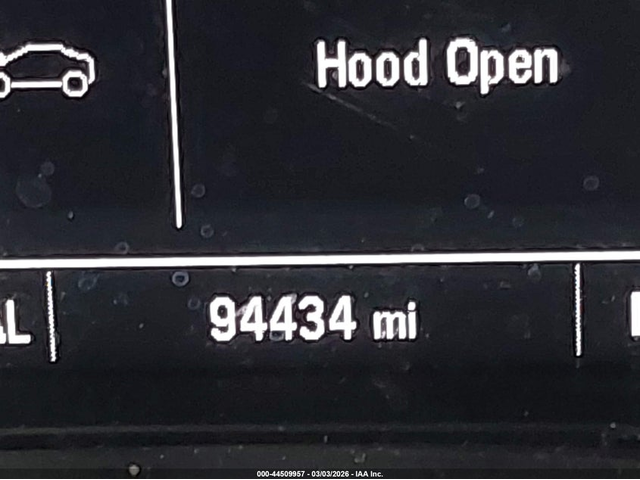 Hood Open
94434 mi
000-44509957 - 03/03/2026 - IAA Inc.